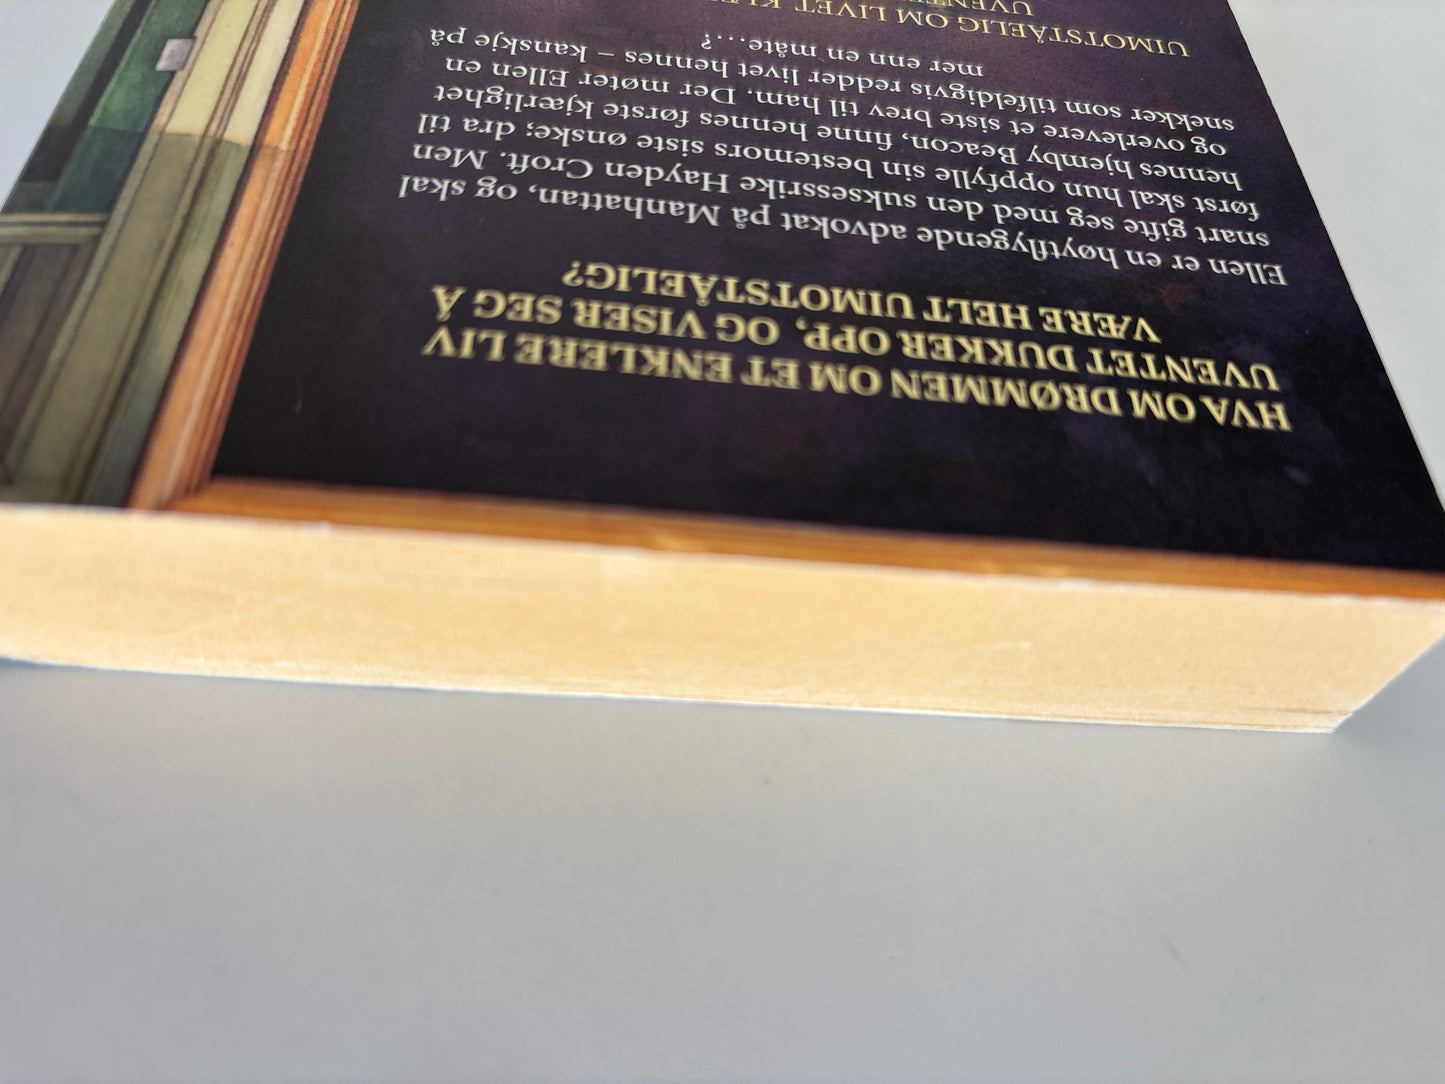 HVA OM DRØMMEN OM ET ENKLERE LIV
UVENTET DUKKER OPP, OG VISER SEG Å
VÆRE HELT UIMOTSTÅELIG?
Ellen er en høytflygende advokat på Manhattan, og skal
snart gifte seg med den suksessrike Hayden Croft. Men
først skal hun oppfylle sin bestemors siste ønske; dra til
hennes hjemby Beacon, finne hennes første kjærlighet
og overlevere et siste brev til ham. Der møter Ellen en
snekker som tilfeldigvis redder livet hennes – kanskje på
mer enn en måte…?
UIMOTSTÅELIG OM LIVET,